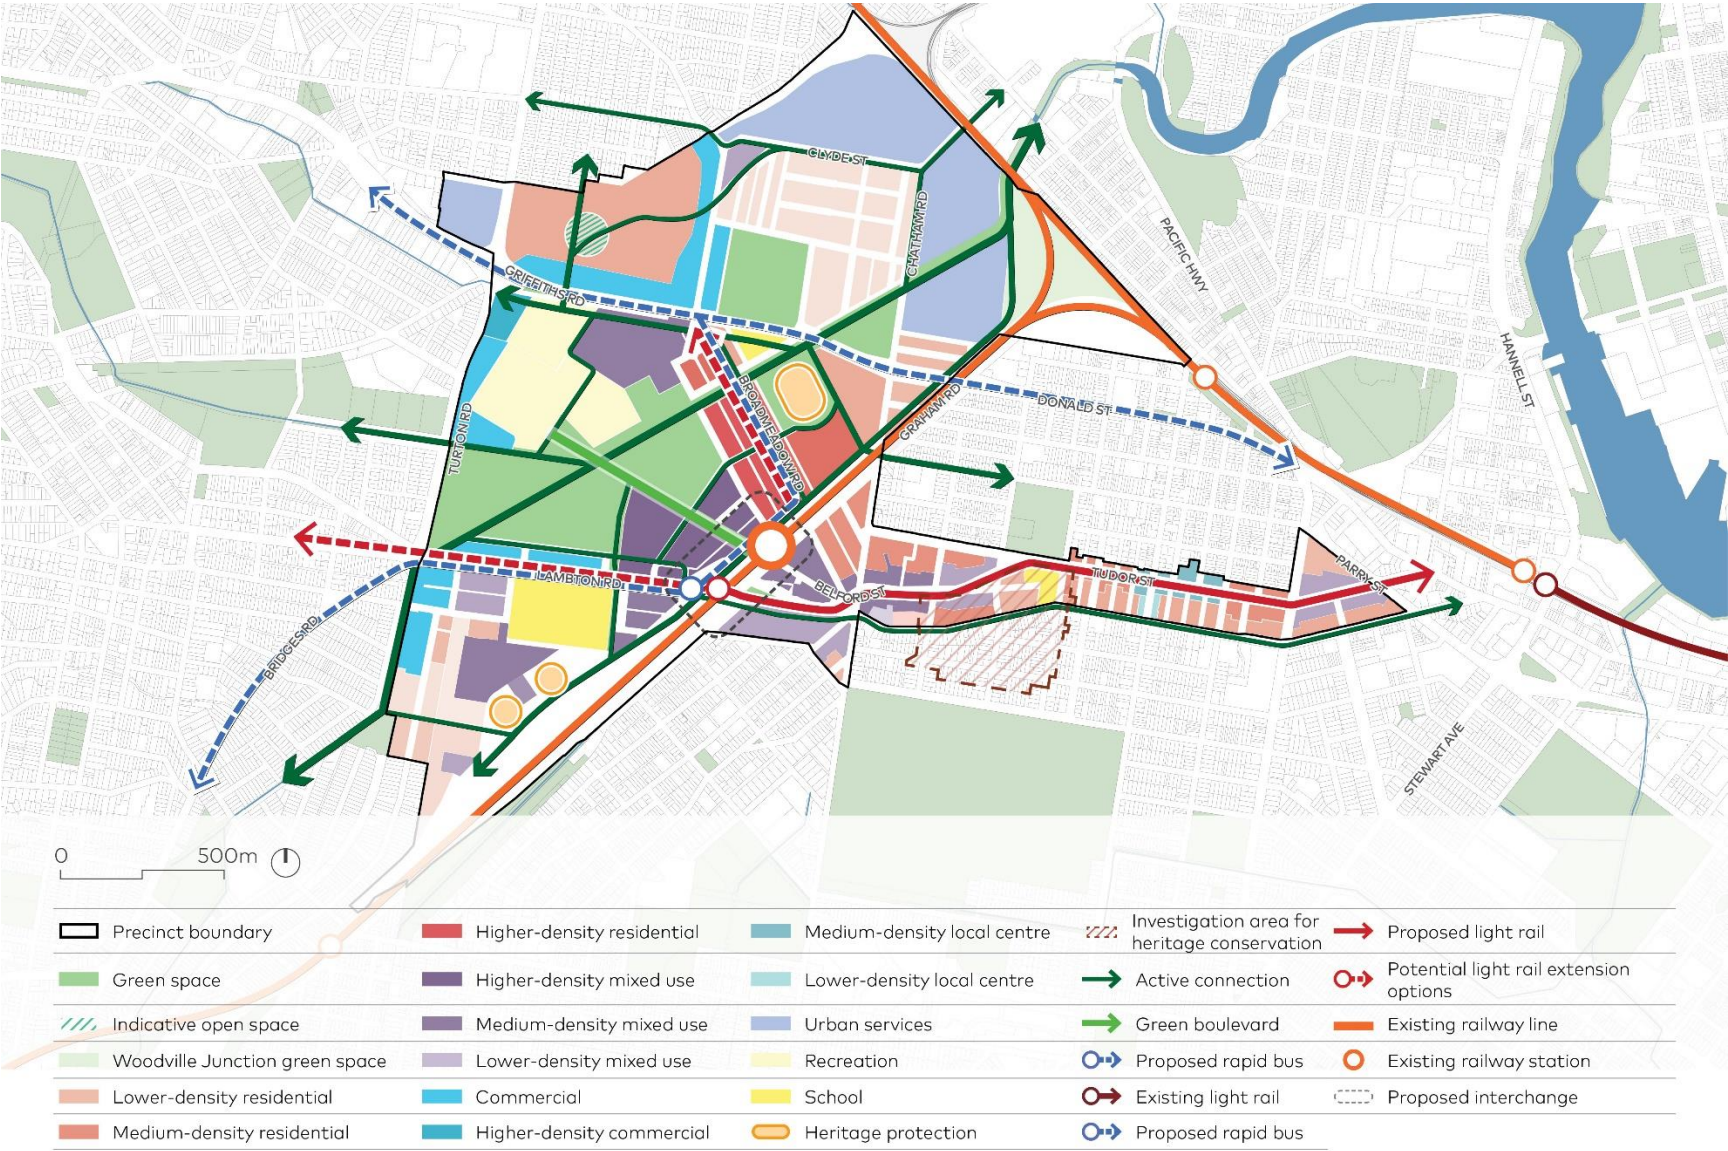 CLYDE ST
CHATHAM RD
PACIFIC HWY
GRIFFITHS RD
HANNELL ST
BROADMEADOW RD
GRAHAM RD
DONALD ST
TURTON RD
LAMBTON RD
BELFORD ST
TUDOR ST
PARRY ST
BRIDGES RD
STEWART AVE
0 500m
Precinct boundary
Higher-density residential
Medium-density local centre
Investigation area for
heritage conservation
Proposed light rail
Green space
Higher-density mixed use
Lower-density local centre
Active connection
Potential light rail extension
options
Indicative open space
Medium-density mixed use
Urban services
Green boulevard
Existing railway line
Woodville Junction green space
Lower-density mixed use
Recreation
Proposed rapid bus
Existing railway station
Lower-density residential
Commercial
School
Existing light rail
Proposed interchange
Medium-density residential
Higher-density commercial
Heritage protection
Proposed rapid bus